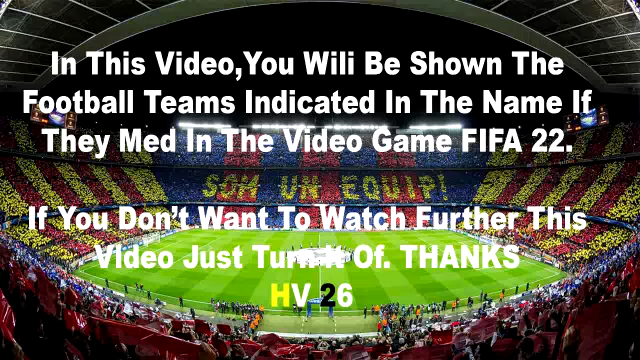 In This Video,You Wili Be Shown The
Football Teams Indicated In The Name If
They Med In The Video Game FIFA 22.
SOM UN EQUIP!
If You Don't Want To Watch Further This
Video Just Turn It Of. THANKS
HV 26